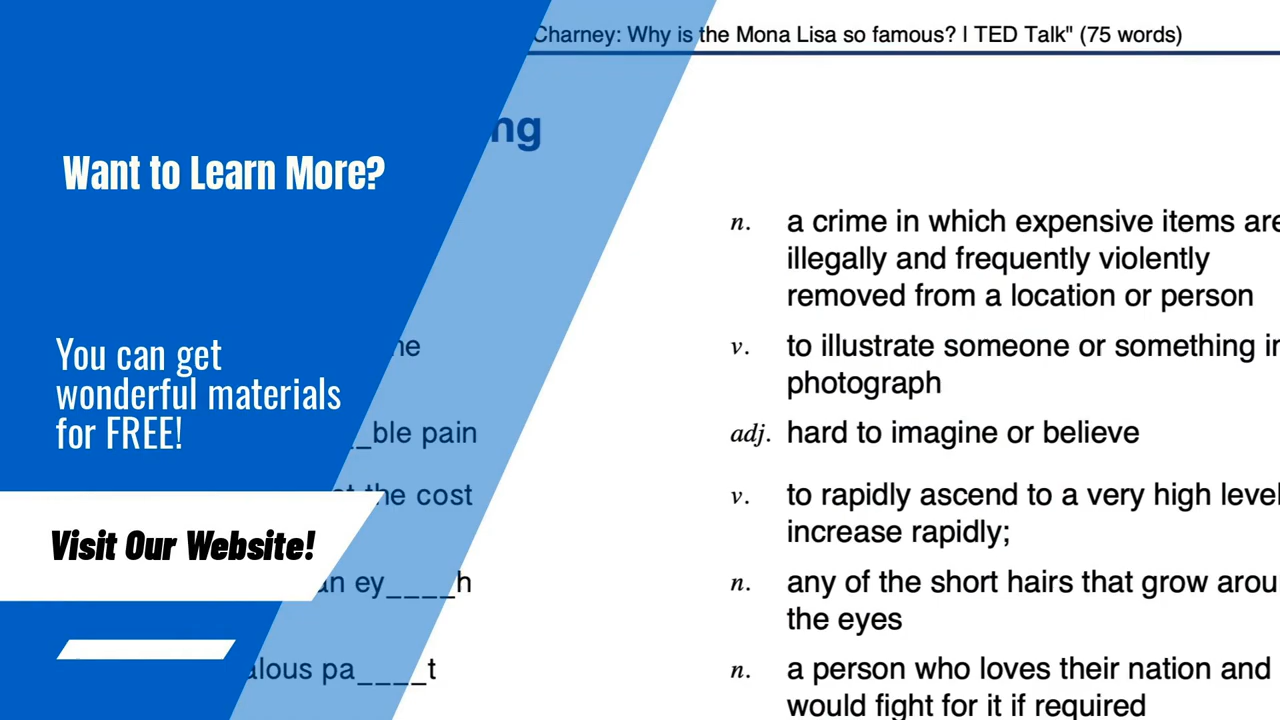 Charney: Why is the Mona Lisa so famous? | TED Talk" (75 words)
Want to Learn More?
You can get
wonderful materials
for FREE!
Visit Our Website!
n. a crime in which expensive items are
illegally and frequently violently
removed from a location or person
v. to illustrate someone or something in
photograph
ble pain
adj. hard to imagine or believe
the cost
v. to rapidly ascend to a very high level
increase rapidly;
an ey____h
n. any of the short hairs that grow
the eyes
alous pa____t
n. a person who loves their nation and
would fight for it if required